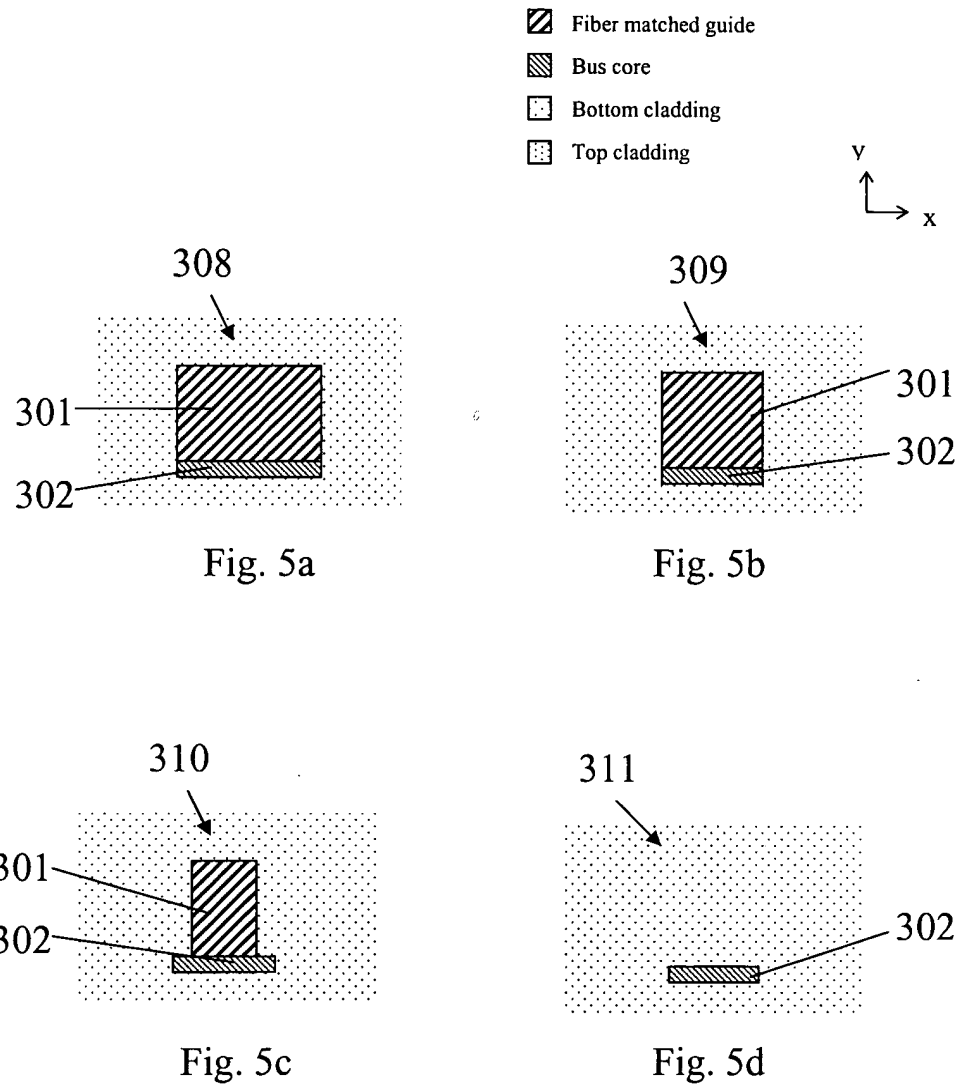 Fiber matched guide
Bus core
Bottom cladding
Top cladding
y
x
308
301
302
Fig. 5a
309
301
302
Fig. 5b
310
301
302
Fig. 5c
311
302
Fig. 5d